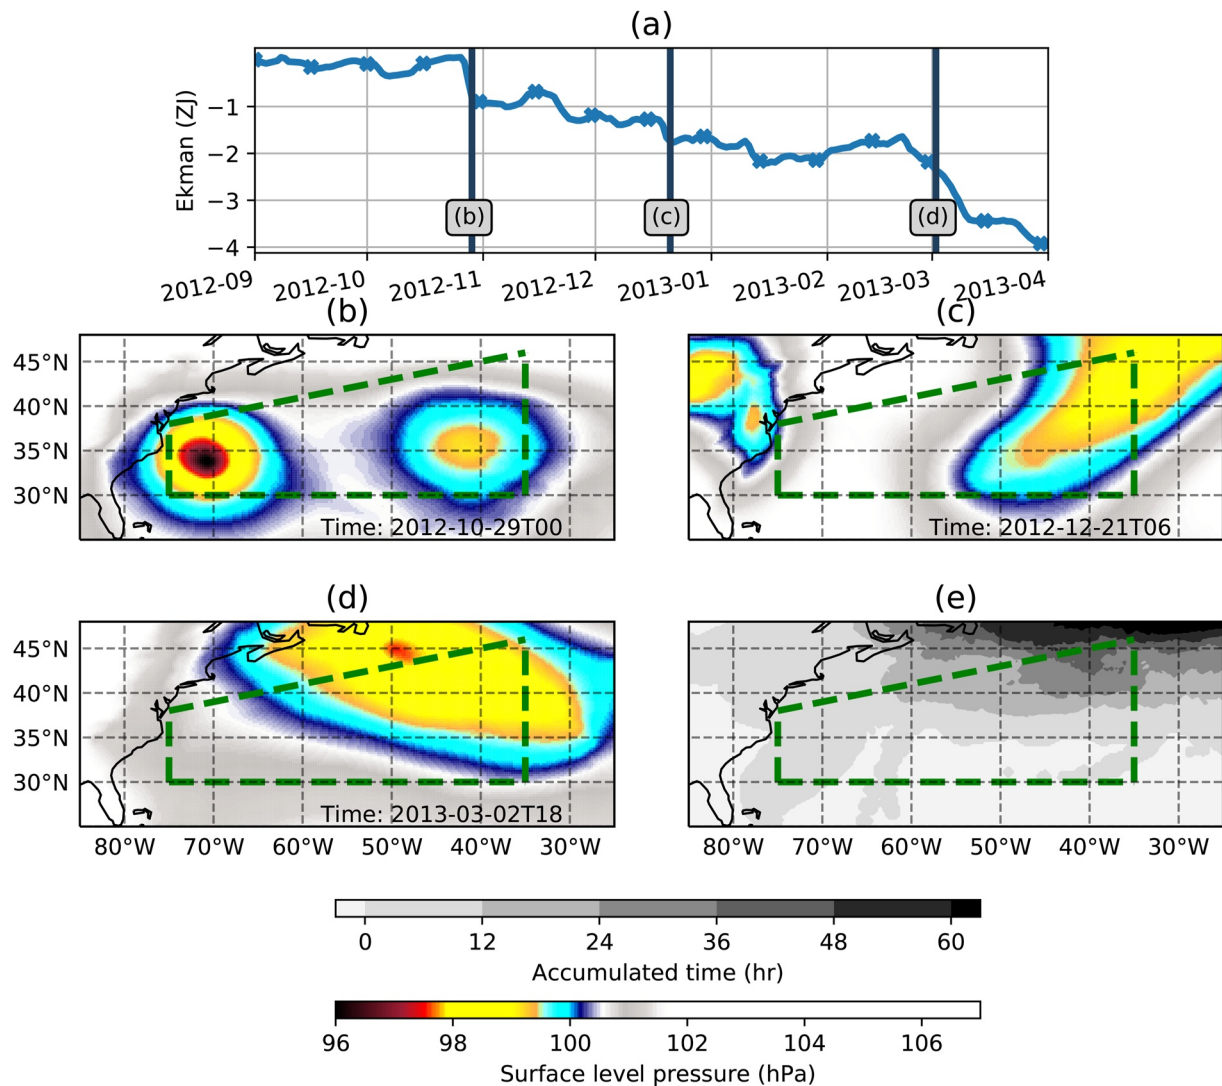 (a)
Ekman (ZJ)
−1
−2
−3
−4
(b)
(c)
(d)
2012-09
2012-10
2012-11
2012-12
2013-01
2013-02
2013-03
2013-04
(b)
(c)
45°N
40°N
35°N
30°N
Time: 2012-10-29T00
Time: 2012-12-21T06
(d)
(e)
45°N
40°N
35°N
30°N
Time: 2013-03-02T18
80°W 70°W 60°W 50°W 40°W 30°W
80°W 70°W 60°W 50°W 40°W 30°W
0 12 24 36 48 60
Accumulated time (hr)
96 98 100 102 104 106
Surface level pressure (hPa)